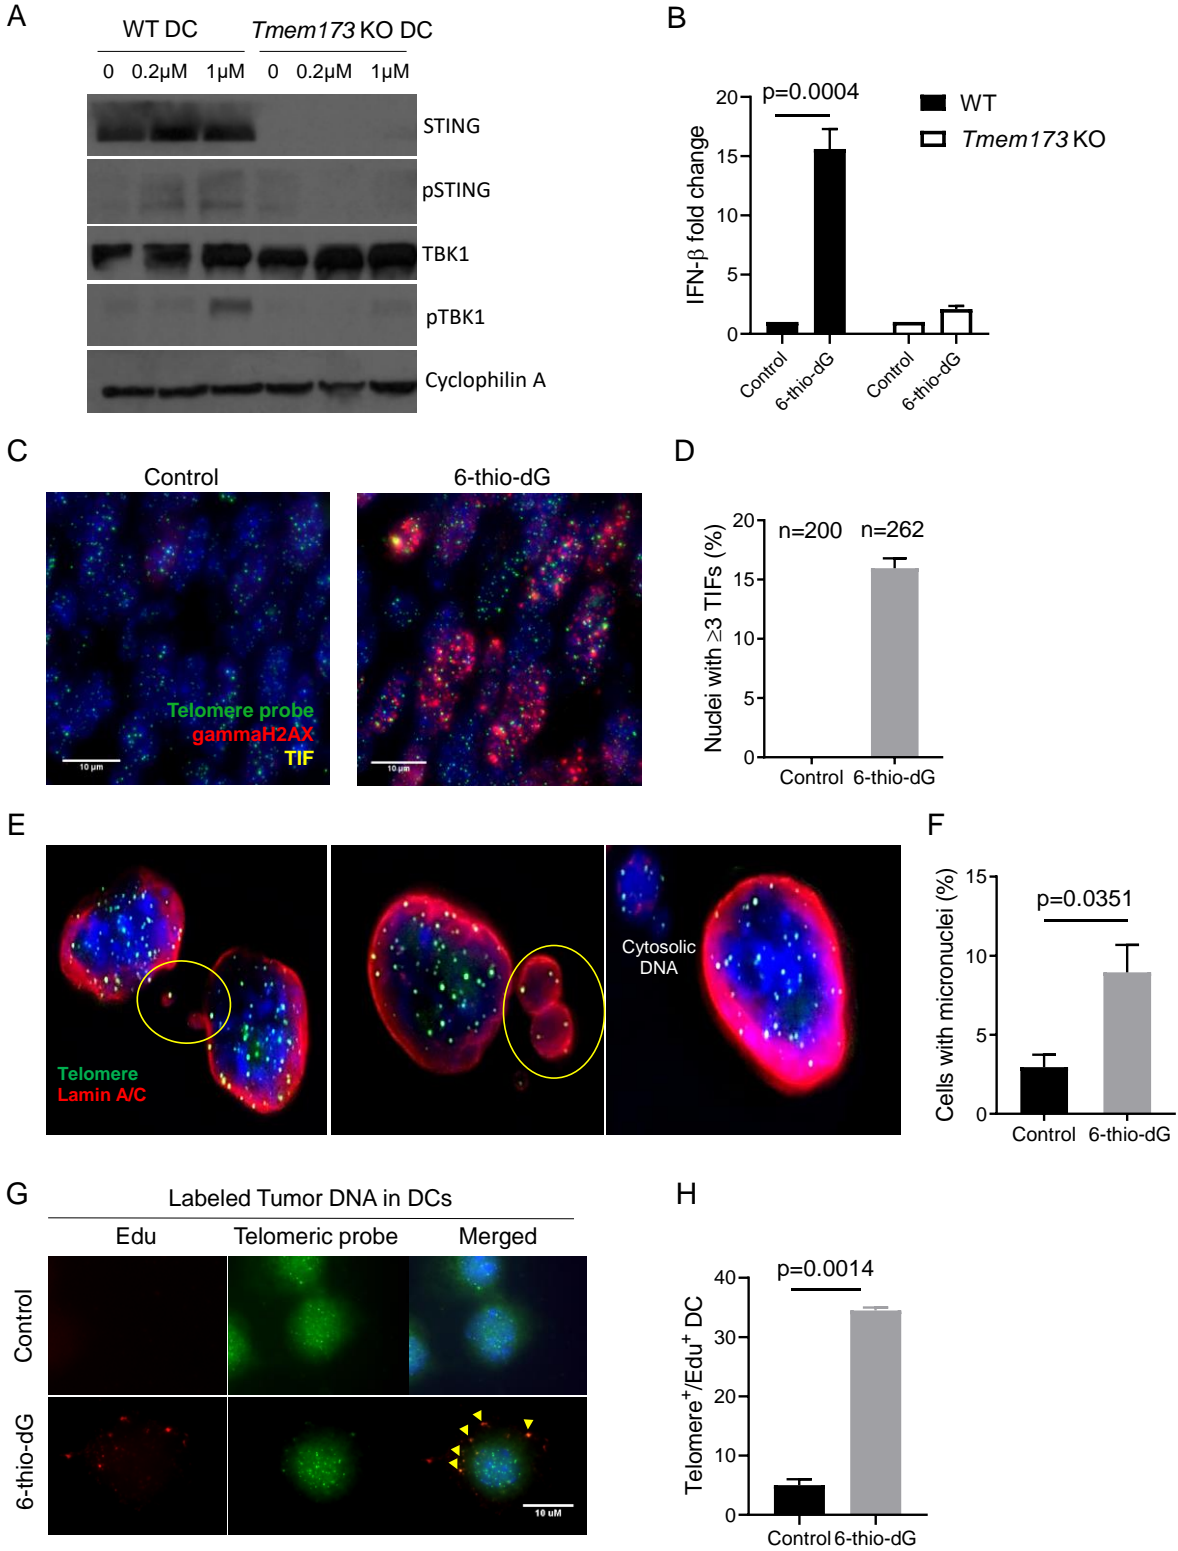 A
WT DC
Tmem173 KO DC
0 0.2μM 1μM 0 0.2μM 1μM
STING
pSTING
TBK1
pTBK1
Cyclophilin A
B
p=0.0004
WT
Tmem173 KO
IFN-β fold change
20
15
10
5
0
Control
6-thio-dG
Control
6-thio-dG
C
Control
6-thio-dG
Telomere probe
gammaH2AX
TIF
10 μm
10 μm
D
Nuclei with ≥3 TIFs (%)
20
15
10
5
0
n=200 n=262
Control 6-thio-dG
E
Telomere
Lamin A/C
Cytosolic
DNA
F
Cells with micronuclei (%)
15
10
5
0
p=0.0351
Control 6-thio-dG
G
Labeled Tumor DNA in DCs
Edu Telomeric probe Merged
Control
6-thio-dG
10 uM
H
p=0.0014
Telomere+/Edu+ DC
40
30
20
10
0
Control 6-thio-dG